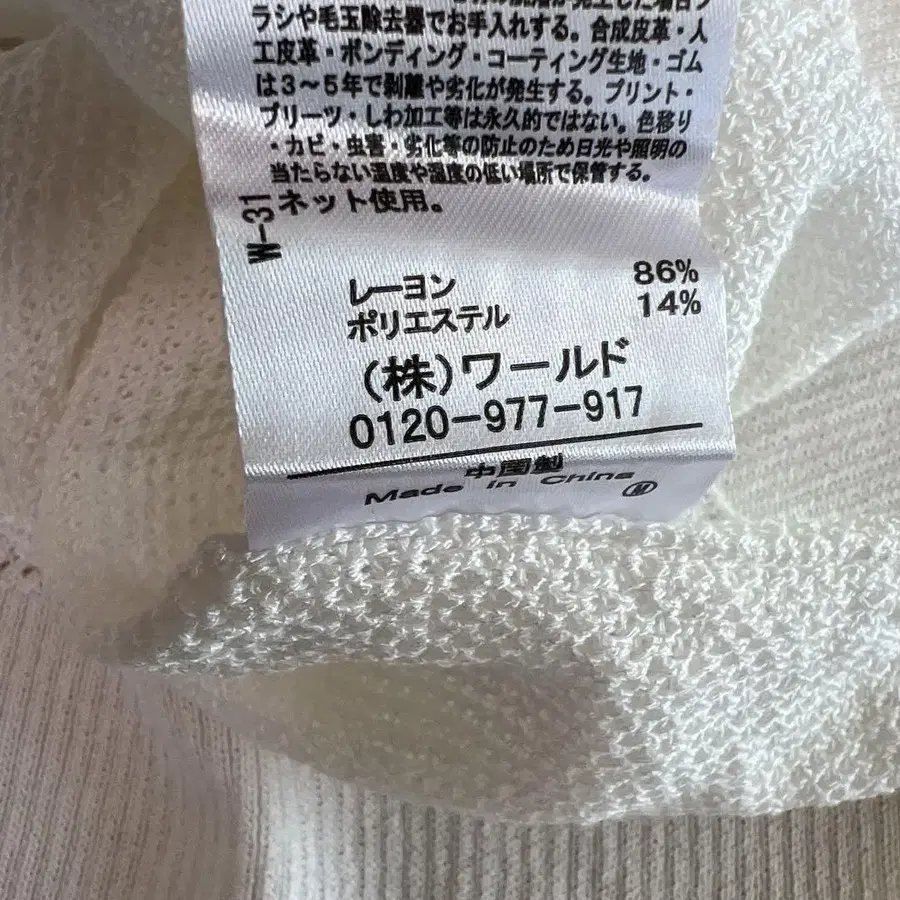 ラシや毛玉除去器でお手入れする。合成皮革・人
工皮革・ボンディング・コーティング生地・ゴム
は3～5年で剥離や劣化が発生する。プリント・
プリーツ・しわ加工等は永久的ではない。色移り
・カビ・虫害・劣化等の防止のため日光や照明の
当たらない温度や湿度の低い場所で保管する。
ネット使用。
W-31
レーヨン 86%
ポリエステル 14%
(株)ワールド
0120-977-917
中国製
Made in China
M